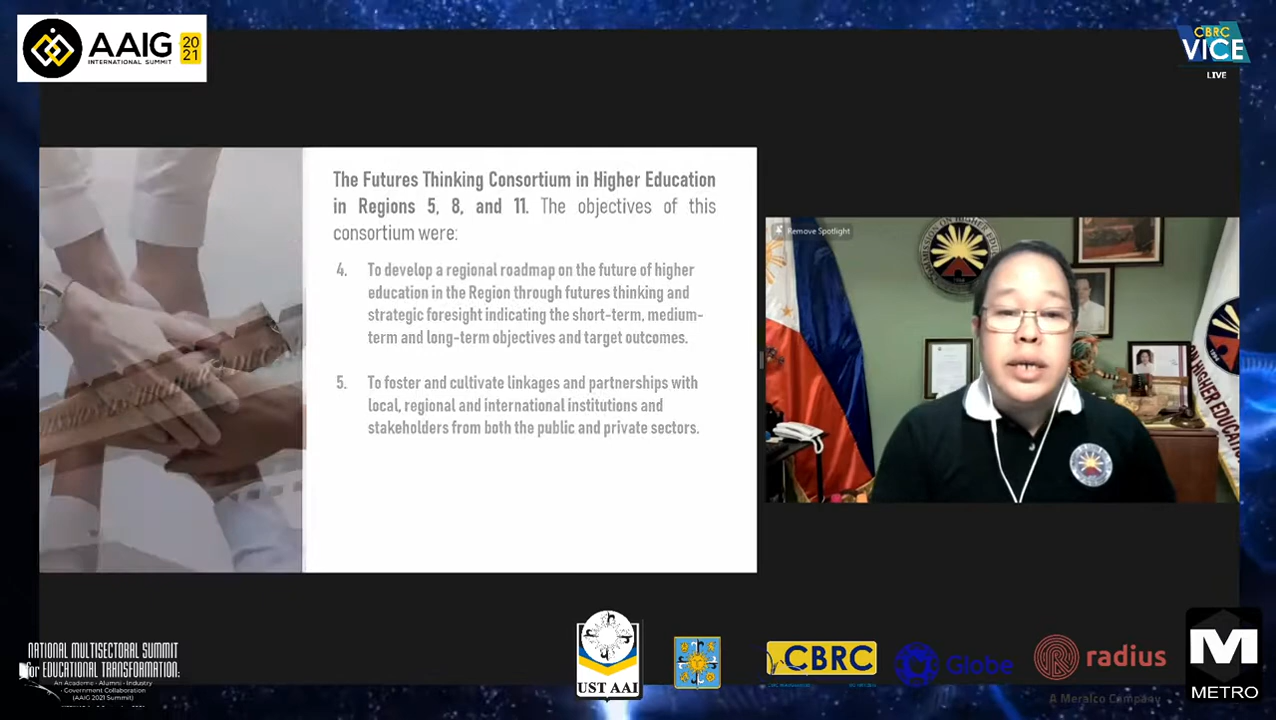 AAIG
INTERNATIONAL SUMMIT
20
21
CBRC
VICE
LIVE
The Futures Thinking Consortium in Higher Education
in Regions 5, 8, and 11. The objectives of this
consortium were:
4. To develop a regional roadmap on the future of higher
education in the Region through futures thinking and
strategic foresight indicating the short-term, medium-
term and long-term objectives and target outcomes.
5. To foster and cultivate linkages and partnerships with
local, regional and international institutions and
stakeholders from both the public and private sectors.
Remove Spotlight
NATIONAL MULTISECTORAL SUMMIT
for EDUCATIONAL TRANSFORMATION:
An Academe - Alumni - Industry
- Government Collaboration
(AAIG 2021 Summit)
UST AAI
CBRC
Globe
radius
A Meralco Company
METRO